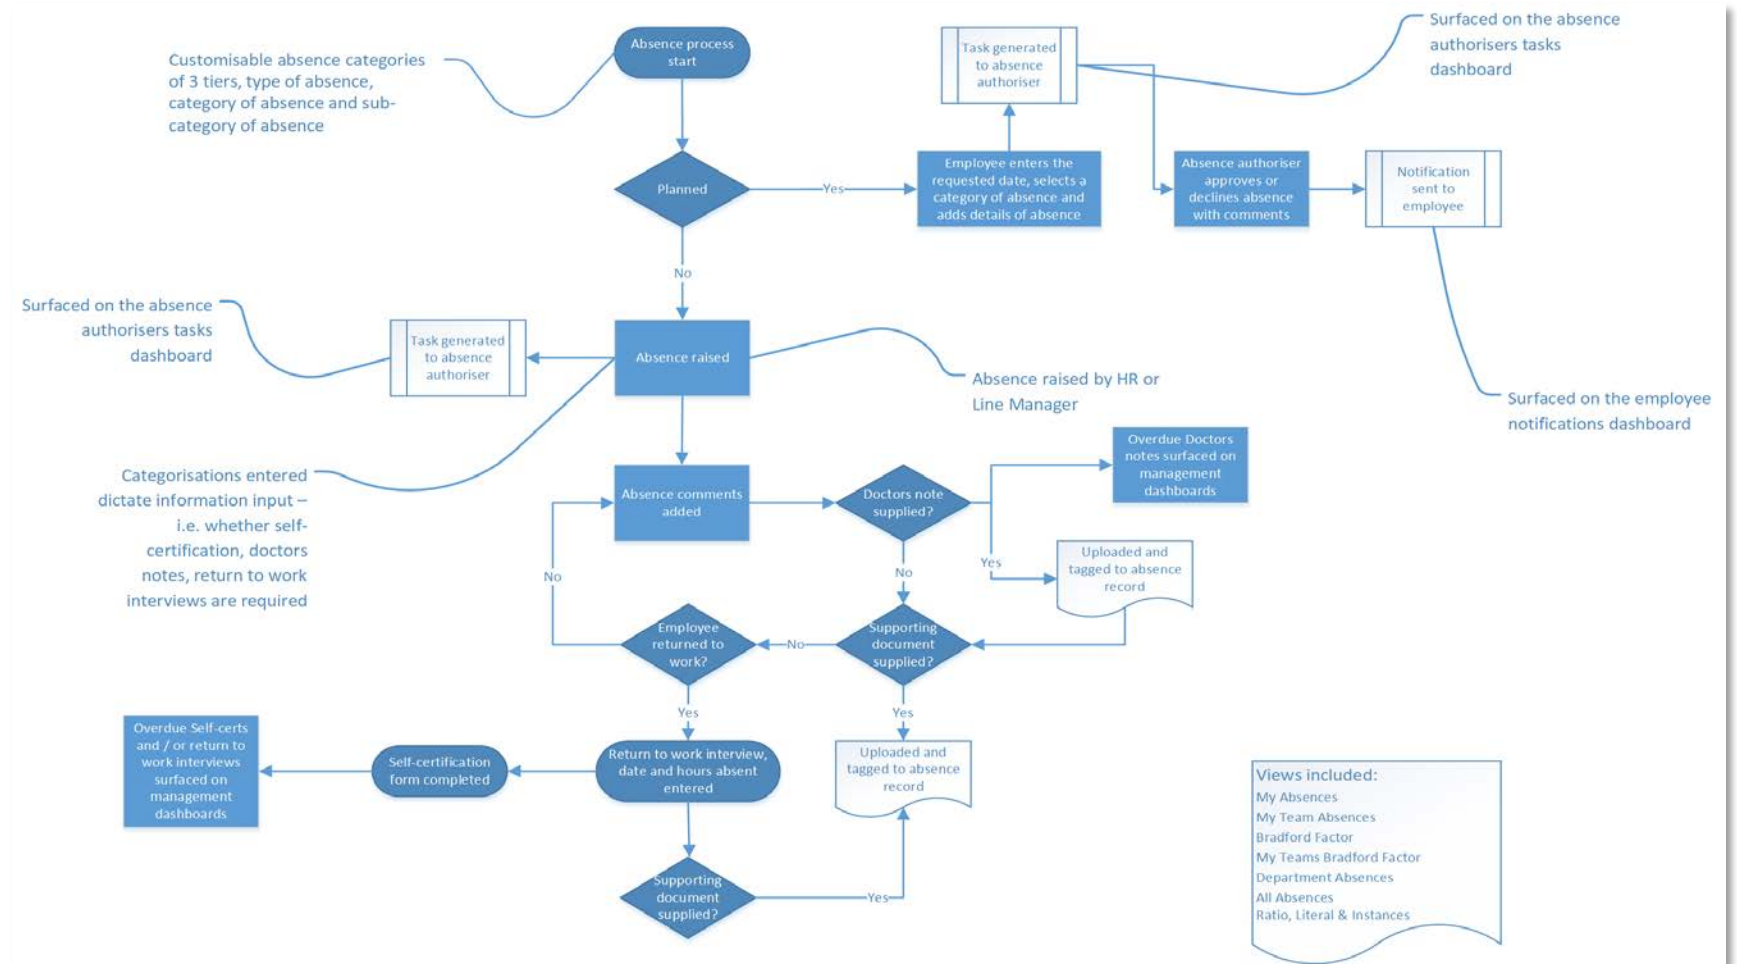 Absence process
start
Customisable absence categories
of 3 tiers, type of absence,
category of absence and sub-
category of absence
Task generated
to absence
authoriser
Surfaced on the absence
authorisers tasks
dashboard
Planned
Yes
Employee enters the
requested date, selects a
category of absence and
adds details of absence
Absence authoriser
approves or
declines absence
with comments
Notification
sent to
employee
No
Surfaced on the absence
authorisers tasks
dashboard
Task generated
to absence
authoriser
Absence raised
Absence raised by HR or
Line Manager
Surfaced on the employee
notifications dashboard
Categorisations entered
dictate information input –
i.e. whether self-
certification, doctors
notes, return to work
interviews are required
Absence comments
added
Doctors note
supplied?
Overdue Doctors
notes surfaced on
management
dashboards
Yes
Uploaded and
tagged to absence
record
No
No
Employee
returned to
work?
No
Supporting
document
supplied?
Yes
Yes
Overdue Self-certs
and / or return to
work interviews
surfaced on
management
dashboards
Self-certification
form completed
Return to work interview,
date and hours absent
entered
Uploaded and
tagged to absence
record
Supporting
document
supplied?
Yes
Views included:
My Absences
My Team Absences
Bradford Factor
My Teams Bradford Factor
Department Absences
All Absences
Ratio, Literal & Instances